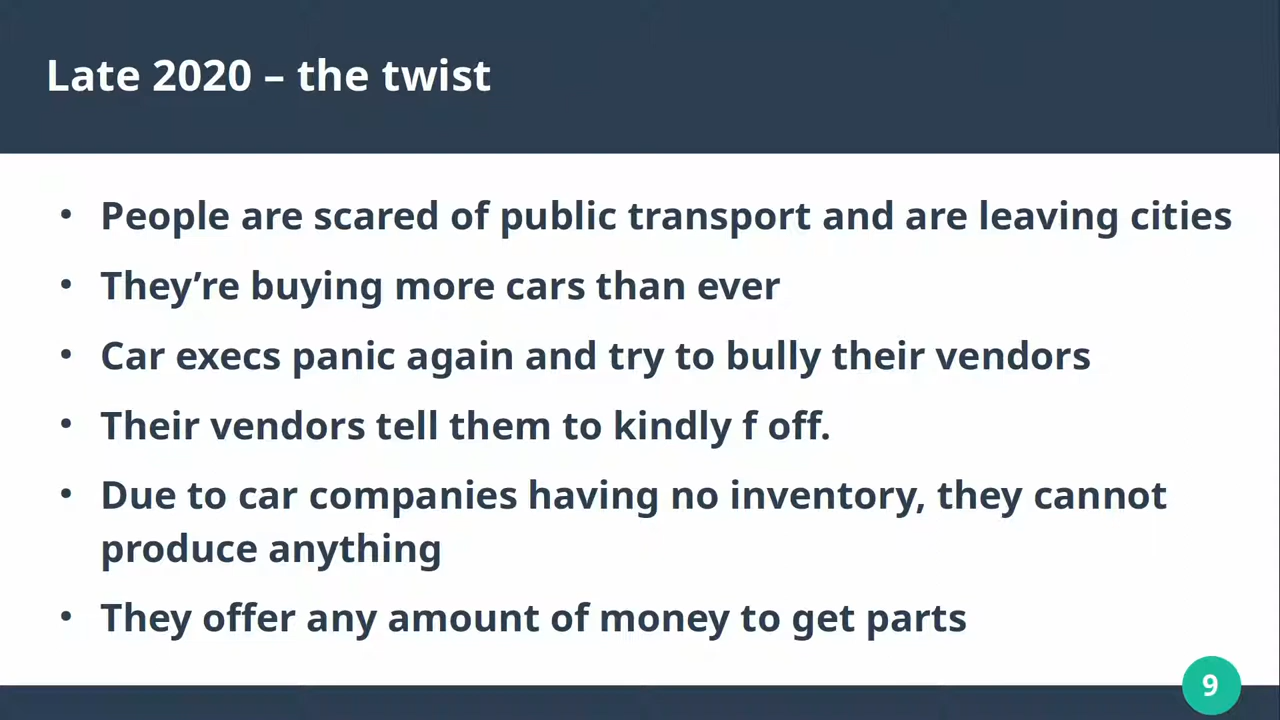 Late 2020 – the twist
• People are scared of public transport and are leaving cities
• They’re buying more cars than ever
• Car execs panic again and try to bully their vendors
• Their vendors tell them to kindly f off.
• Due to car companies having no inventory, they cannot
produce anything
• They offer any amount of money to get parts
9